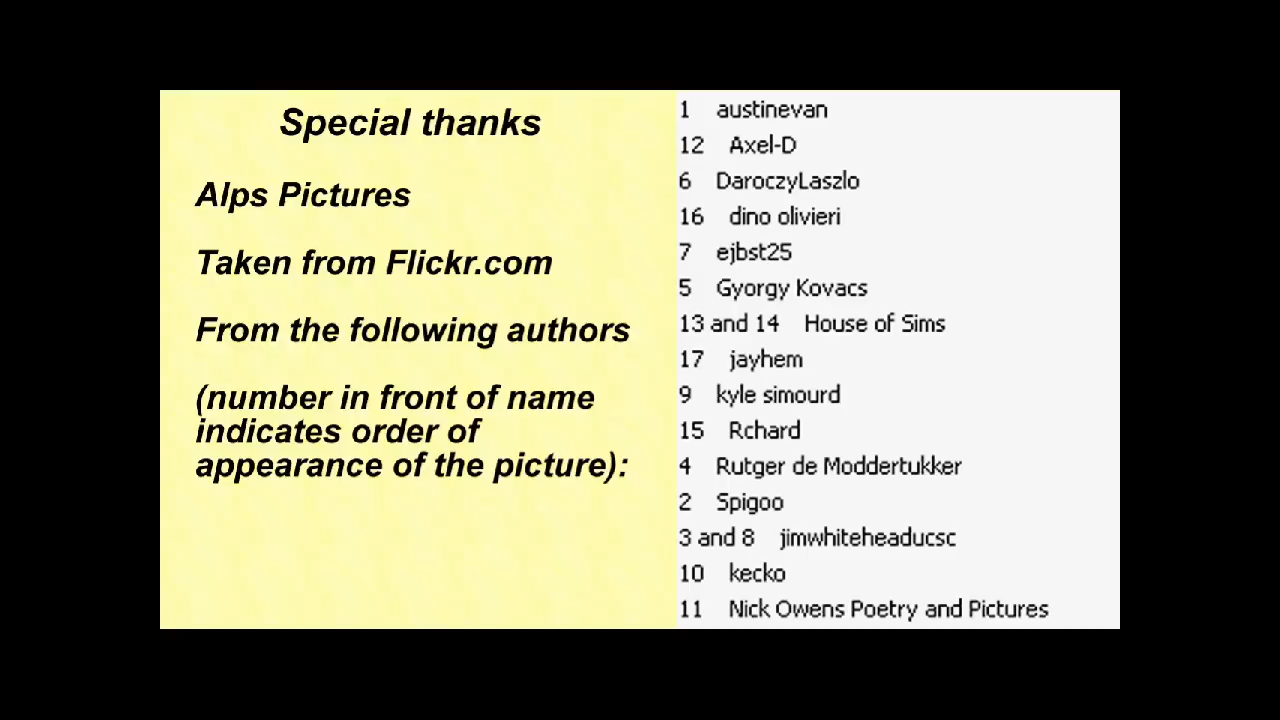 Special thanks
Alps Pictures
Taken from Flickr.com
From the following authors
(number in front of name
indicates order of
appearance of the picture):
1 austinevan
12 Axel-D
6 DaroczyLaszlo
16 dino olivieri
7 ejbst25
5 Gyorgy Kovacs
13 and 14 House of Sims
17 jayhem
9 kyle simourd
15 Rchard
4 Rutger de Moddertukker
2 Spigoo
3 and 8 jimwhiteheaducsc
10 kecko
11 Nick Owens Poetry and Pictures